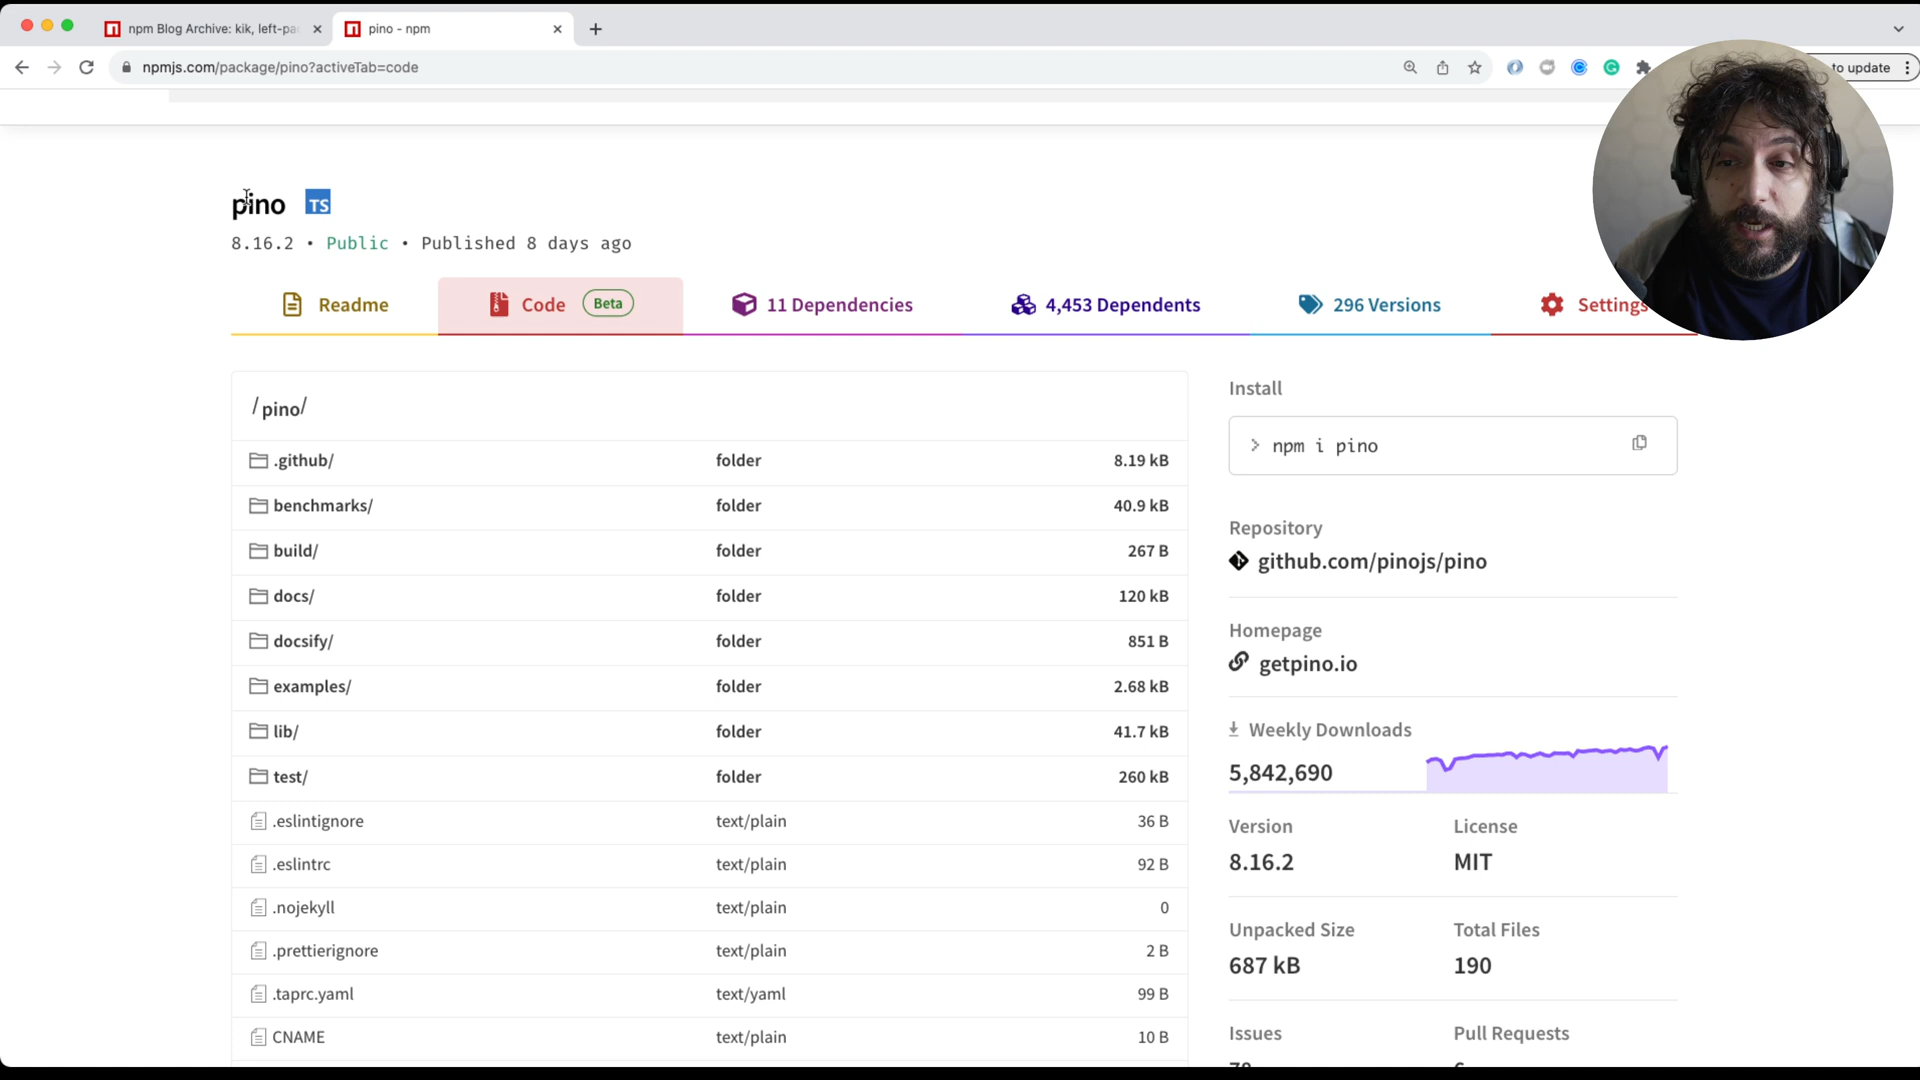 npm Blog Archive: kik, left-pa
pino - npm
npmjs.com/package/pino?activeTab=code
to update
pino TS
8.16.2 • Public • Published 8 days ago
Readme
Code Beta
11 Dependencies
4,453 Dependents
296 Versions
Settings
/pino/
.github/ folder 8.19 kB
benchmarks/ folder 40.9 kB
build/ folder 267 B
docs/ folder 120 kB
docsify/ folder 851 B
examples/ folder 2.68 kB
lib/ folder 41.7 kB
test/ folder 260 kB
.eslintignore text/plain 36 B
.eslintrc text/plain 92 B
.nojekyll text/plain 0
.prettierignore text/plain 2 B
.taprc.yaml text/yaml 99 B
CNAME text/plain 10 B
Install
> npm i pino
Repository
github.com/pinojs/pino
Homepage
getpino.io
Weekly Downloads
5,842,690
Version
8.16.2
License
MIT
Unpacked Size
687 kB
Total Files
190
Issues
Pull Requests